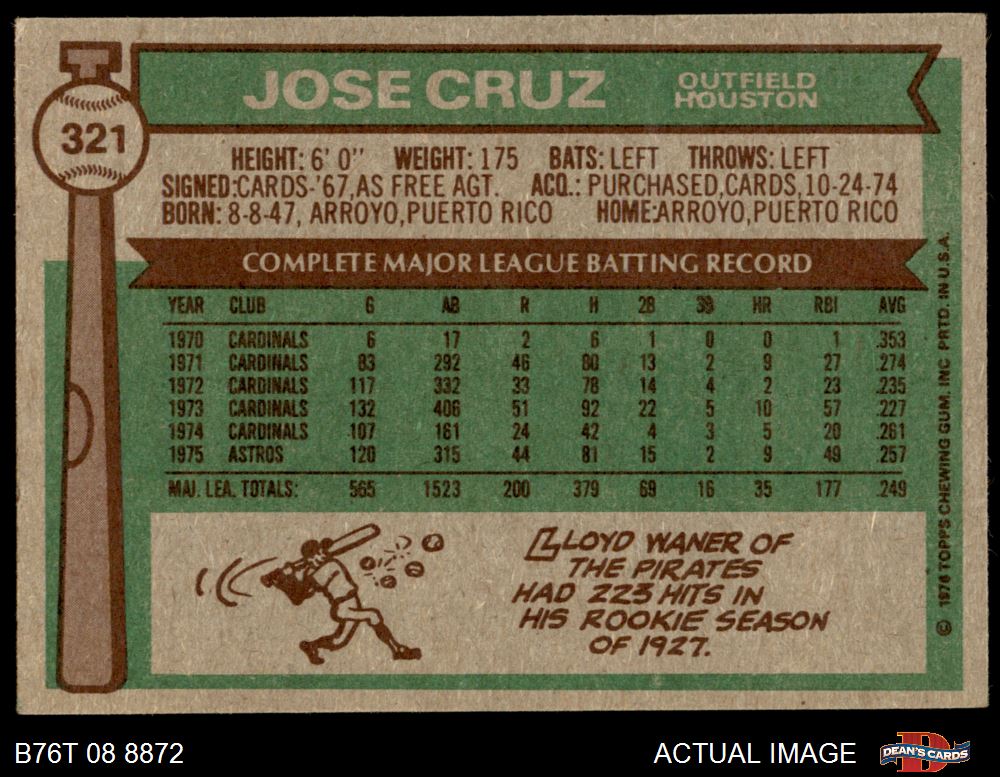 JOSE CRUZ
OUTFIELD
HOUSTON
321
HEIGHT: 6' 0" WEIGHT: 175 BATS: LEFT THROWS: LEFT
SIGNED:CARDS-'67,AS FREE AGT. ACQ.: PURCHASED,CARDS,10-24-74
BORN: 8-8-47, ARROYO,PUERTO RICO HOME:ARROYO,PUERTO RICO
COMPLETE MAJOR LEAGUE BATTING RECORD
YEAR CLUB G AB R H 2B 3B HR RBI AVG
1970 CARDINALS 6 17 2 6 1 0 0 1 .353
1971 CARDINALS 83 292 46 80 13 2 9 27 .274
1972 CARDINALS 117 332 33 78 14 4 2 23 .235
1973 CARDINALS 132 406 51 92 22 5 10 57 .227
1974 CARDINALS 107 161 24 42 4 3 5 20 .261
1975 ASTROS 120 315 44 81 15 2 9 49 .257
MAJ. LEA. TOTALS: 565 1523 200 379 69 16 35 177 .249
LLOYD WANER OF
THE PIRATES
HAD 223 HITS IN
HIS ROOKIE SEASON
OF 1927.
© 1976 TOPPS CHEWING GUM, INC PRTD. IN U.S.A.
B76T 08 8872
ACTUAL IMAGE
D
DEAN'S CARDS